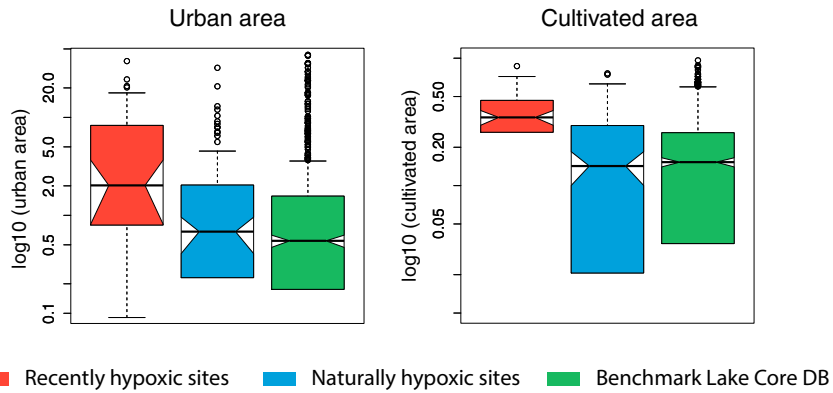 Urban area
Cultivated area
log10 (urban area)
20.0
5.0
2.0
0.5
0.1
log10 (cultivated area)
0.50
0.20
0.05
Recently hypoxic sites
Naturally hypoxic sites
Benchmark Lake Core DB